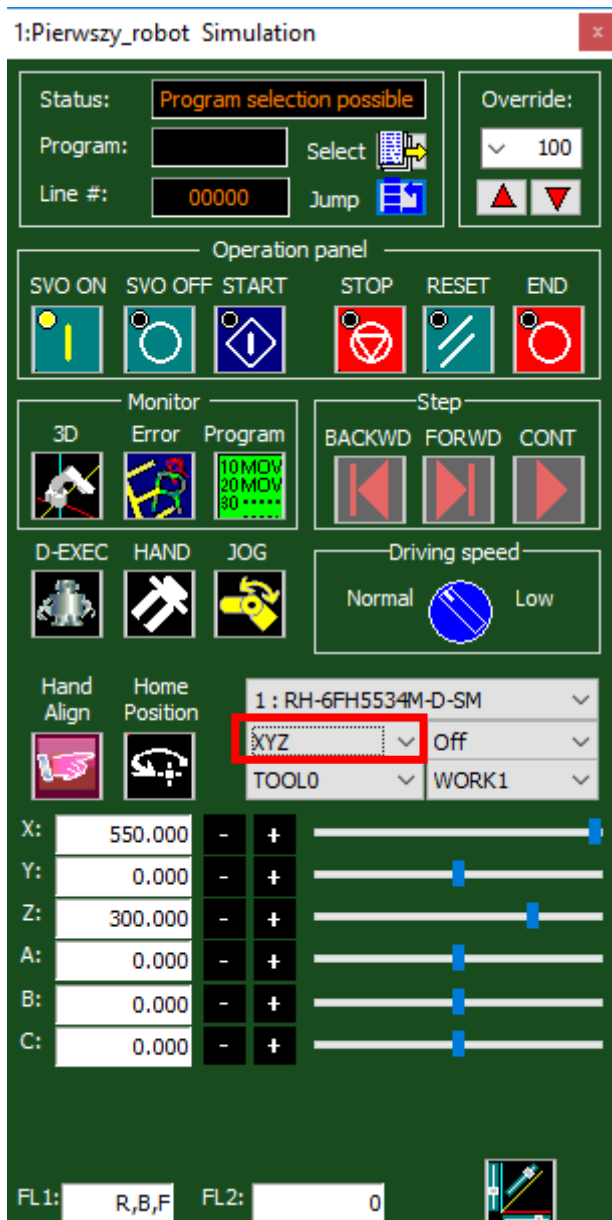 1:Pierwszy_robot Simulation
x
Status: Program selection possible
Override:
Program: Select
100
Line #: 00000 Jump
Operation panel
SVO ON SVO OFF START STOP RESET END
Monitor
Step
3D Error Program
BACKWD FORWD CONT
10MOV
20MOV
30 ·····
D-EXEC HAND JOG
Driving speed
Normal Low
Hand Align
Home Position
1 : RH-6FH5534M-D-SM
XYZ Off
TOOL0 WORK1
X: 550.000 - +
Y: 0.000 - +
Z: 300.000 - +
A: 0.000 - +
B: 0.000 - +
C: 0.000 - +
FL1: R,B,F FL2: 0